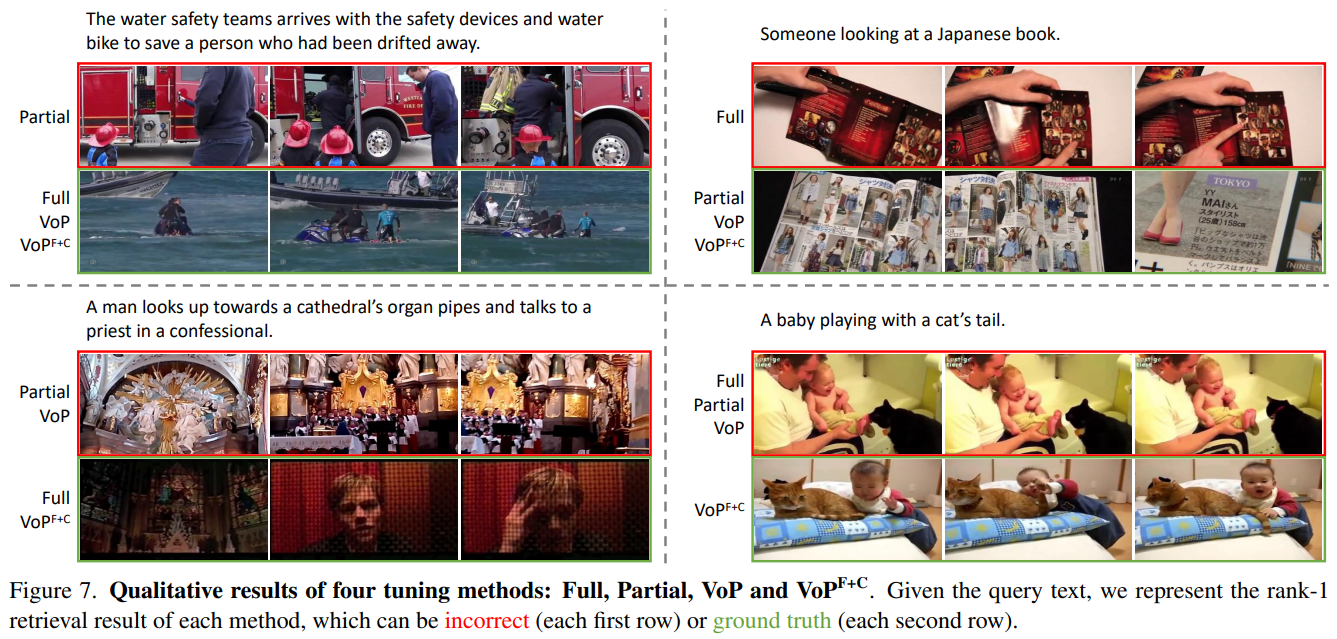 The water safety teams arrives with the safety devices and water
bike to save a person who had been drifted away.
Partial
Full
VoP
VoPF+C
Someone looking at a Japanese book.
Full
Partial
VoP
VoPF+C
TOKYO
YY
MAIさん
スタイリスト
(25歳)158cm
A man looks up towards a cathedral's organ pipes and talks to a
priest in a confessional.
Partial
VoP
Full
VoPF+C
A baby playing with a cat's tail.
Full
Partial
VoP
VoPF+C
Figure 7. Qualitative results of four tuning methods: Full, Partial, VoP and VoPF+C. Given the query text, we represent the rank-1
retrieval result of each method, which can be incorrect (each first row) or ground truth (each second row).